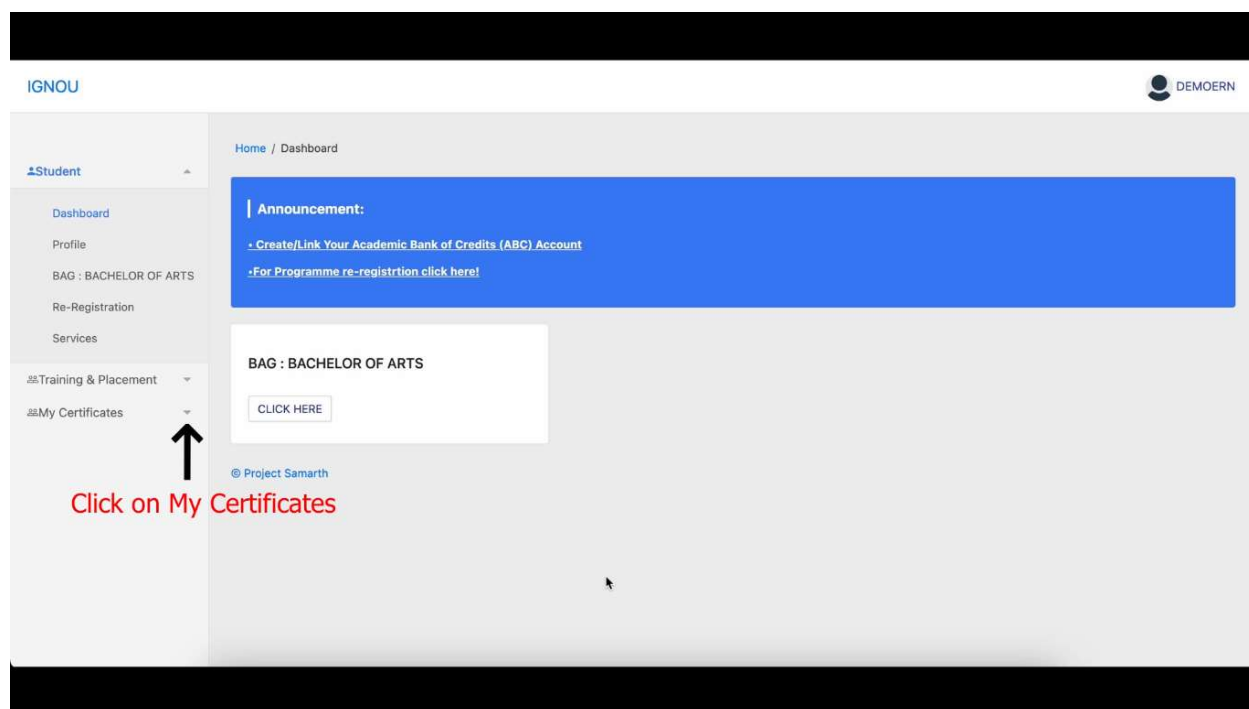 IGNOU
DEMOERN
Student
Dashboard
Profile
BAG : BACHELOR OF ARTS
Re-Registration
Services
Training & Placement
My Certificates
Click on My Certificates
Home / Dashboard
Announcement:
• Create/Link Your Academic Bank of Credits (ABC) Account
•For Programme re-registrtion click here!
BAG : BACHELOR OF ARTS
CLICK HERE
© Project Samarth